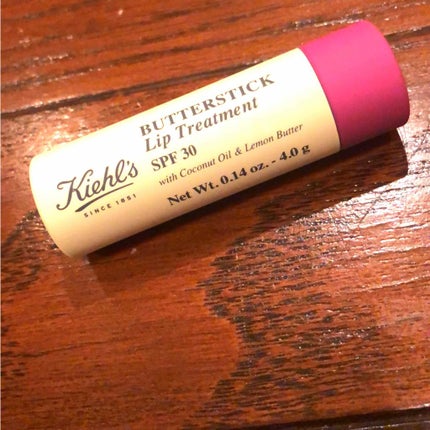 Kiehl's
SINCE 1851
BUTTERSTICK
Lip Treatment
SPF 30
with Coconut Oil & Lemon Butter
Net Wt. 0.14 oz. - 4.0 g